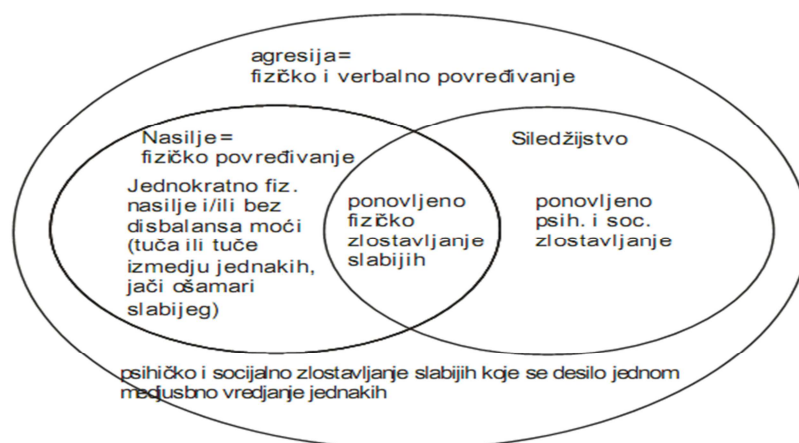 agresija=
fizičko i verbalno povređivanje
Nasilje=
fizičko povređivanje
Siledžijstvo
Jednokratno fiz.
nasilje i/ili bez
disbalansa moći
(tuča ili tuče
izmedju jednakih,
jači ošamari
slabijeg)
ponovljeno
fizičko
zlostavljanje
slabijih
ponovljeno
psih. i soc.
zlostavljanje
psihičko i socijalno zlostavljanje slabijih koje se desilo jednom
medjusbno vredjanje jednakih